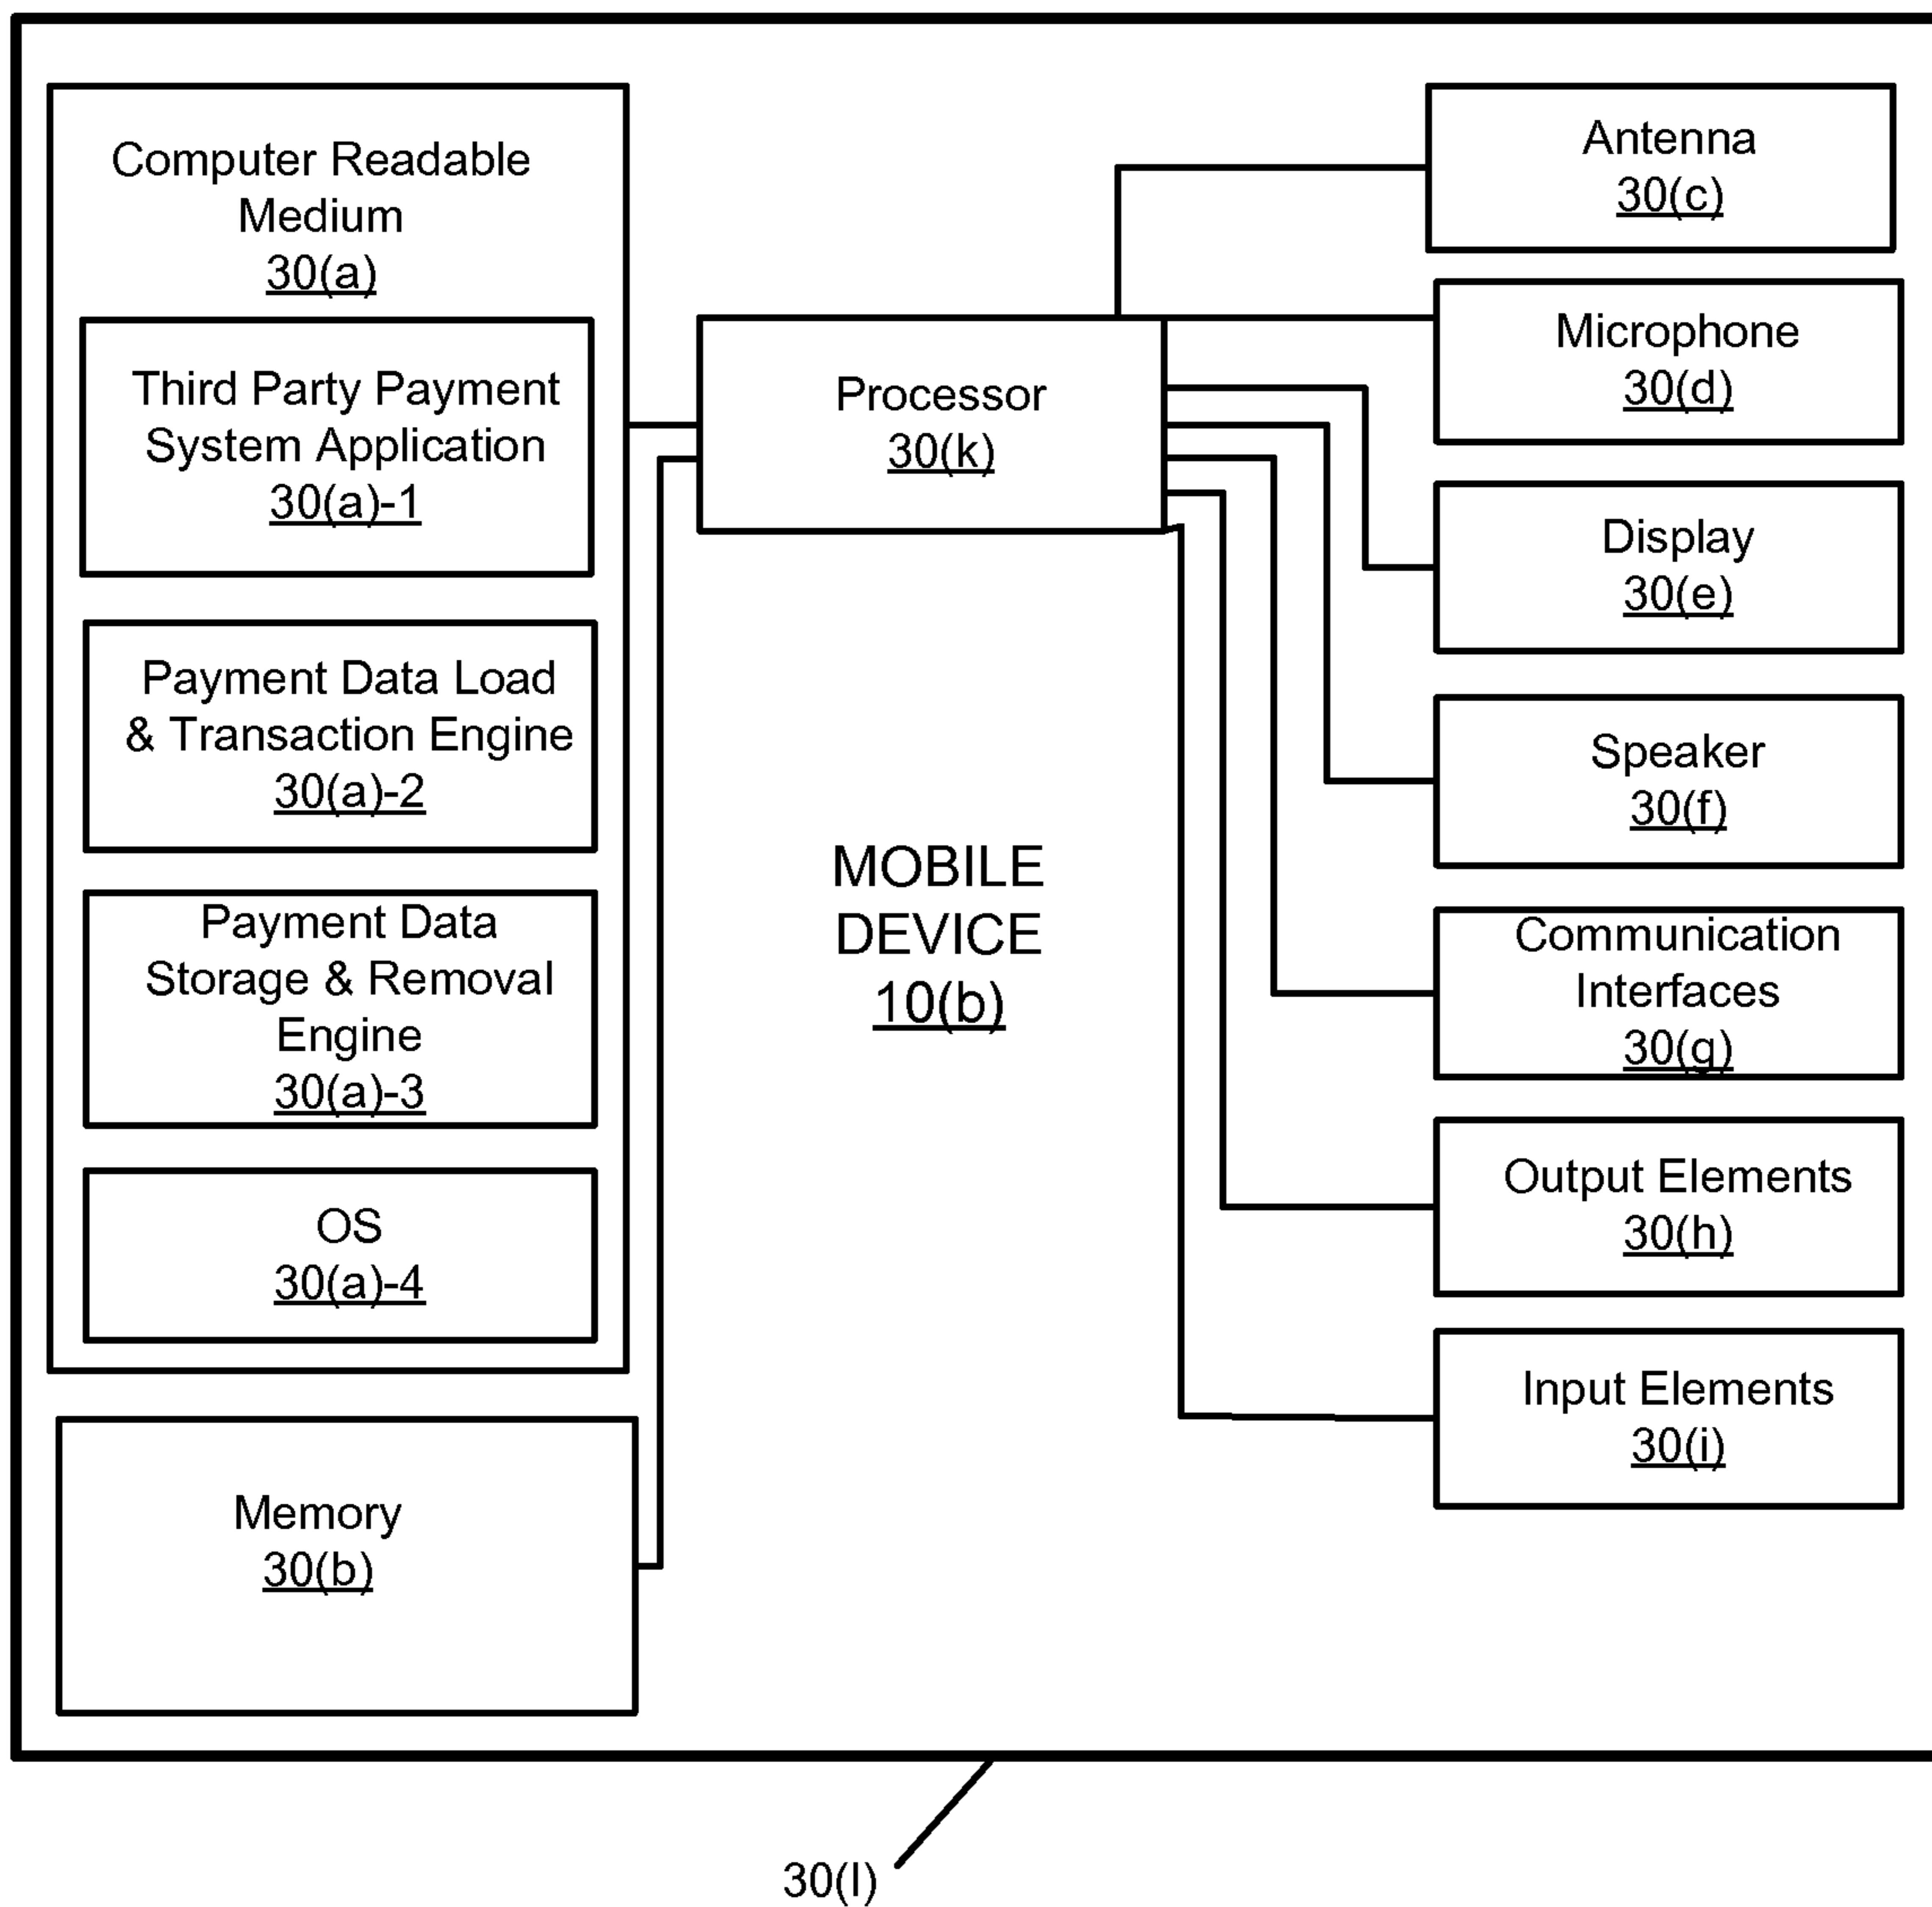 Computer Readable
Medium
30(a)
Third Party Payment
System Application
30(a)-1
Payment Data Load
& Transaction Engine
30(a)-2
Payment Data
Storage & Removal
Engine
30(a)-3
OS
30(a)-4
Memory
30(b)
Processor
30(k)
MOBILE
DEVICE
10(b)
Antenna
30(c)
Microphone
30(d)
Display
30(e)
Speaker
30(f)
Communication
Interfaces
30(g)
Output Elements
30(h)
Input Elements
30(i)
30(l)